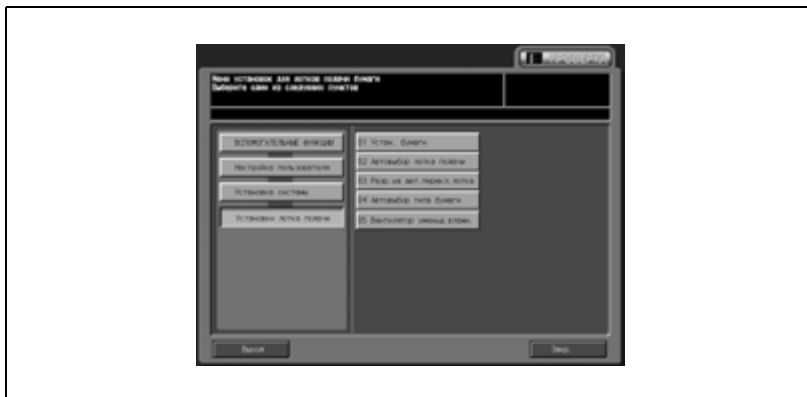 ПРОВЕРКА
Меню установок для лотков подачи бумаги
Выберите один из следующих пунктов
ВСПОМОГАТЕЛЬНЫЕ ФУНКЦИИ
Настройка пользователя
Установка системы
Установки лотка подачи
01 Устан. бумаги
02 Автовыбор лотка подачи
03 Разр.на авт.перекл.лотка
04 Автовыбор типа бумаги
05 Вентилятор уменьш.влажн.
Выход
Закр.